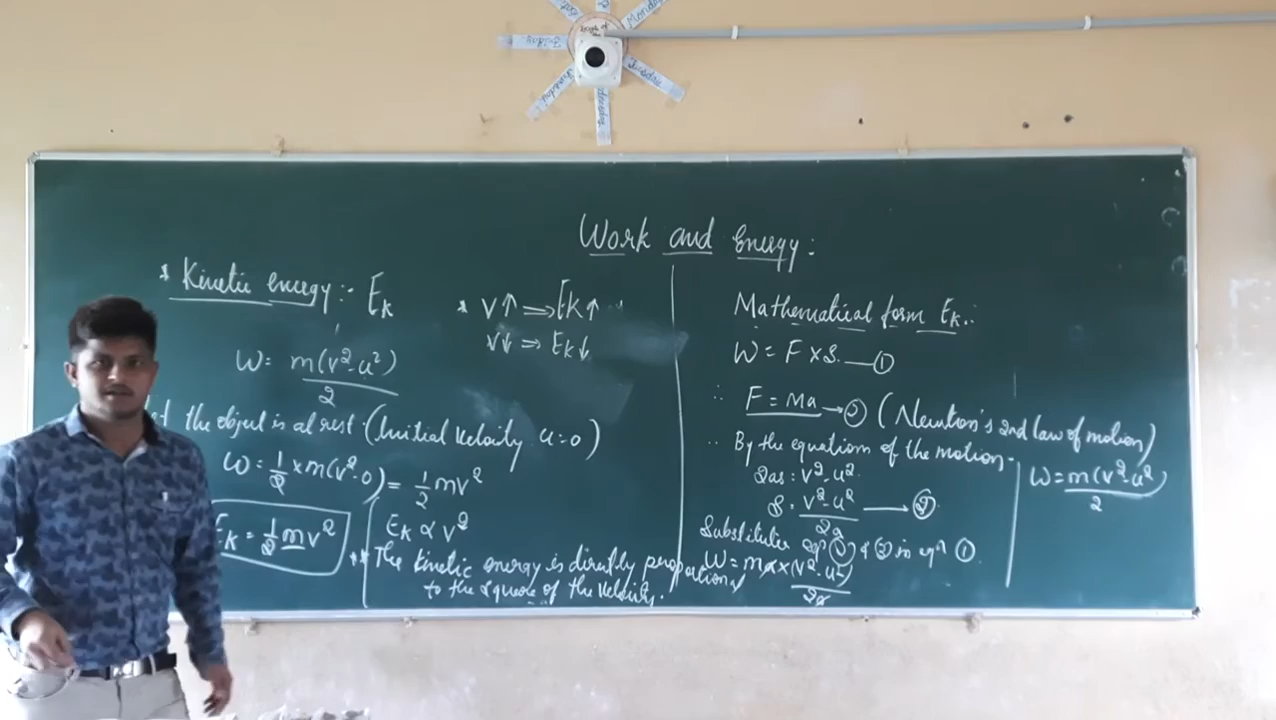 Monday
Tuesday
Work and Energy:
* Kinetic energy:- Ek
* V↑ ⇒ Ek↑
V↓ ⇒ Ek↓
W = m(v²-u²)/2
the object is at rest (Initial velocity u=0)
W = 1/2 × m(v²-0) = 1/2 mv²
Ek = 1/2 mv²
Ek ∝ v²
The kinetic energy is directly proportional
to the square of the velocity.
Mathematical form Ek:
W = F × S — ①
∴ F = Ma → ② (Newton's 2nd law of motion)
∴ By the equations of the motion
2as = v²-u²
S = v²-u²/2a →
Substitute eqn in eqn ①
W = ma × (v²-u²)/2a
W = m(v²-u²)/2